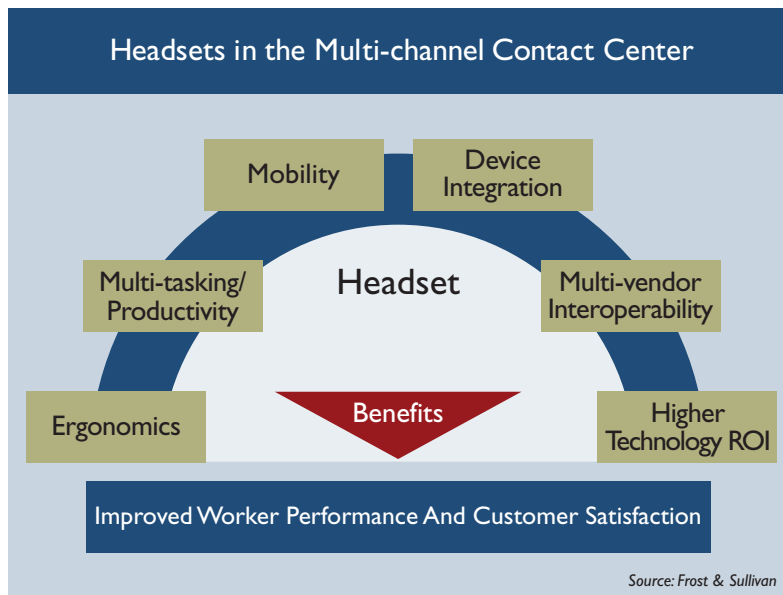 Headsets in the Multi-channel Contact Center
Mobility
Device
Integration
Multi-tasking/
Productivity
Headset
Multi-vendor
Interoperability
Ergonomics
Benefits
Higher
Technology ROI
Improved Worker Performance And Customer Satisfaction
Source: Frost & Sullivan